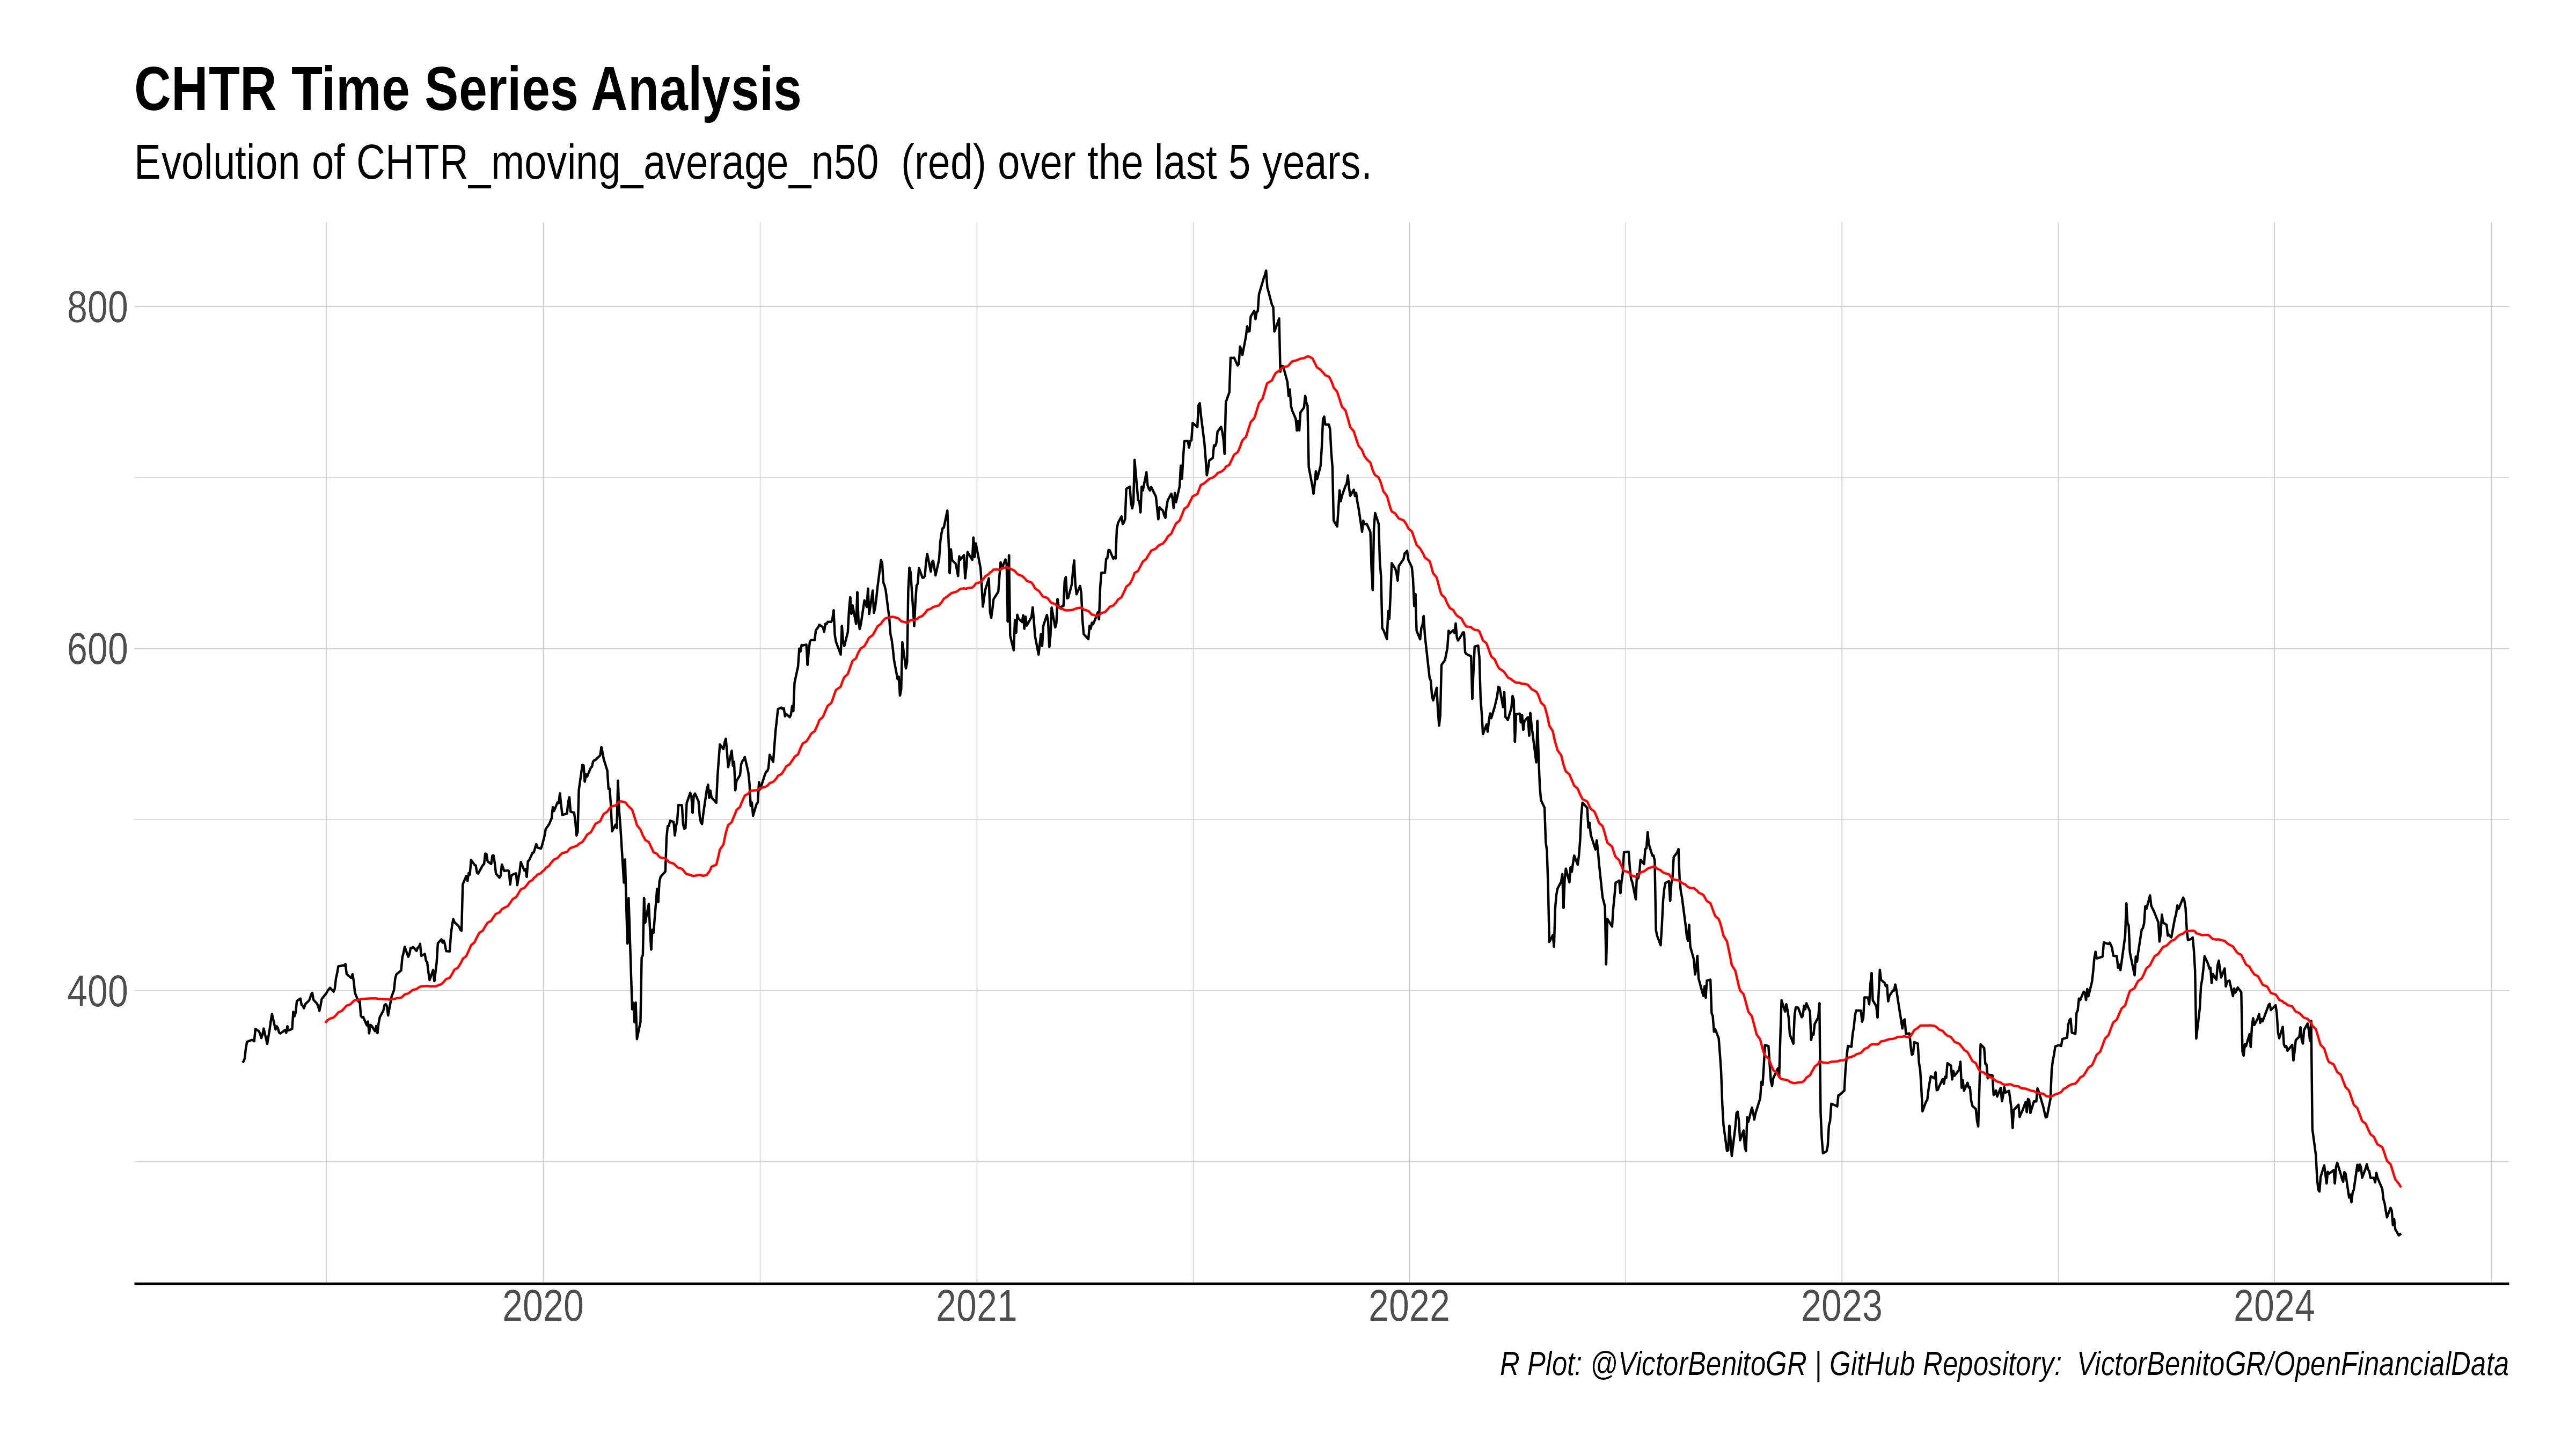 CHTR Time Series Analysis
Evolution of CHTR_moving_average_n50  (red) over the last 5 years.
800
600
400
2020 2021 2022 2023 2024
R Plot: @VictorBenitoGR | GitHub Repository:  VictorBenitoGR/OpenFinancialData